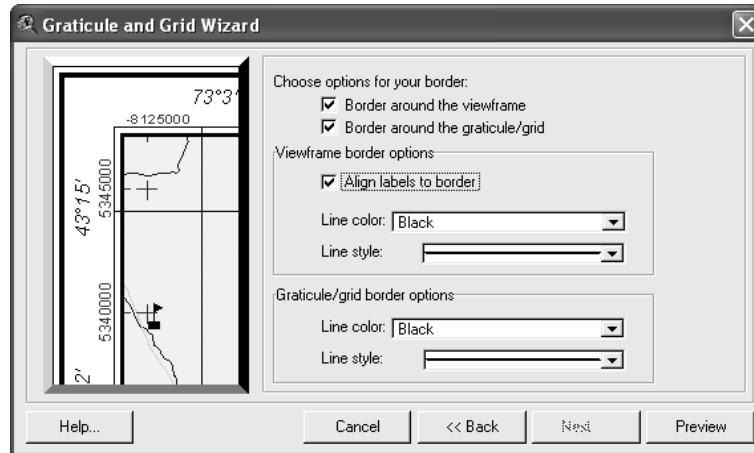 Graticule and Grid Wizard
73°3'
-8125000
43°15'
5345000
5340000
2'
Choose options for your border:
Border around the viewframe
Border around the graticule/grid
Viewframe border options
Align labels to border
Line color: Black
Line style:
Graticule/grid border options
Line color: Black
Line style:
Help... Cancel << Back Next Preview